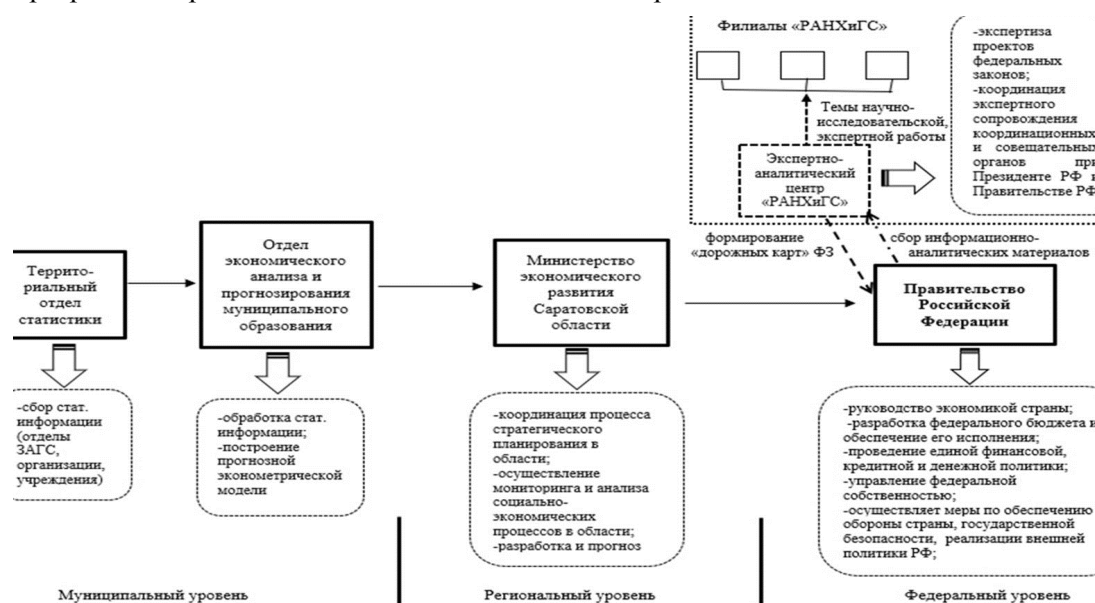 Филиалы «РАНХиГС»
Темы научно-
исследовательской,
экспертной работы
Экспертно-
аналитический
центр
«РАНХиГС»
-экспертиза
проектов
федеральных
законов;
-координация
экспертного
сопровождения
координационных
и совещательных
органов при
Президенте РФ и
Правительстве РФ
формирование
«дорожных карт» ФЗ
сбор информационно-
аналитических материалов
Террито-
риальный
отдел
статистики
Отдел
экономического
анализа и
прогнозирования
муниципального
образования
Министерство
экономического
развития
Саратовской
области
Правительство
Российской
Федерации
-сбор стат.
информации
(отделы
ЗАГС,
организации,
учреждения)
-обработка стат.
информации;
-построение
прогнозной
эконометрической
модели
-координация процесса
стратегического
планирования в
области;
-осуществление
мониторинга и анализа
социально-
экономических
процессов в области;
-разработка и прогноз
-руководство экономикой страны;
-разработка федерального бюджета и
обеспечение его исполнения;
-проведение единой финансовой,
кредитной и денежной политики;
-управление федеральной
собственностью;
-осуществляет меры по обеспечению
обороны страны, государственной
безопасности, реализации внешней
политики РФ;
Муниципальный уровень
Региональный уровень
Федеральный уровень